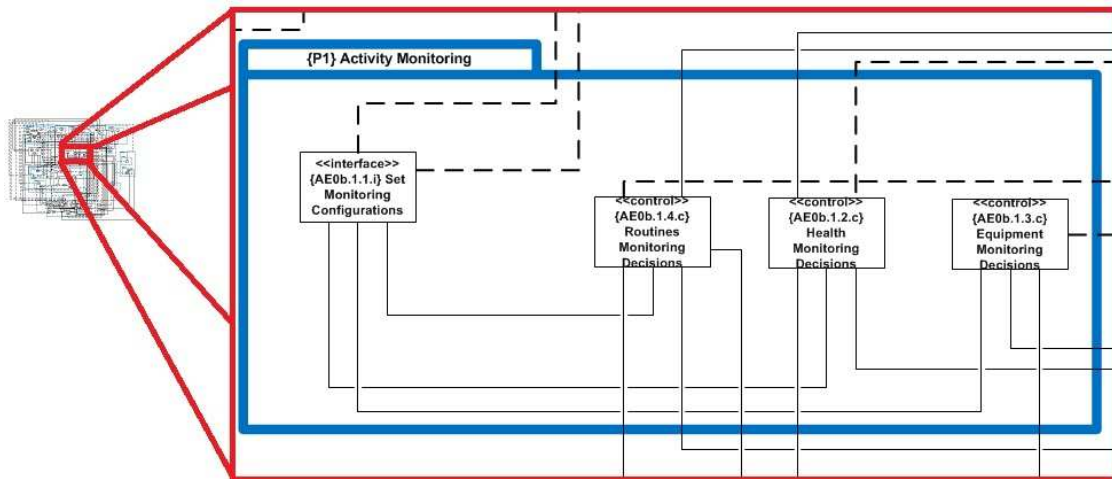 {P1} Activity Monitoring
<<interface>>
{AE0b.1.1.i} Set
Monitoring
Configurations
<<control>>
{AE0b.1.4.c}
Routines
Monitoring
Decisions
<<control>>
{AE0b.1.2.c}
Health
Monitoring
Decisions
<<control>>
{AE0b.1.3.c}
Equipment
Monitoring
Decisions